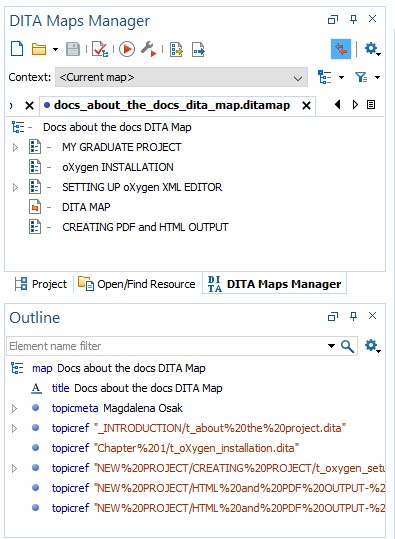 DITA Maps Manager
Context: <Current map>
docs_about_the_docs_dita_map.ditamap
Docs about the docs DITA Map
MY GRADUATE PROJECT
oXygen INSTALLATION
SETTING UP oXygen XML EDITOR
DITA MAP
CREATING PDF and HTML OUTPUT
Project Open/Find Resource DITA DITA Maps Manager
Outline
Element name filter
map Docs about the docs DITA Map
A title Docs about the docs DITA Map
topicmeta Magdalena Osak
topicref "_INTRODUCTION/t_about%20the%20project.dita"
topicref "Chapter%201/t_oXygen_installation.dita"
topicref "NEW%20PROJECT/CREATING%20PROJECT/t_oxygen_setu
topicref "NEW%20PROJECT/HTML%20and%20PDF%20OUTPUT-%2
topicref "NEW%20PROJECT/HTML%20and%20PDF%20OUTPUT-%2